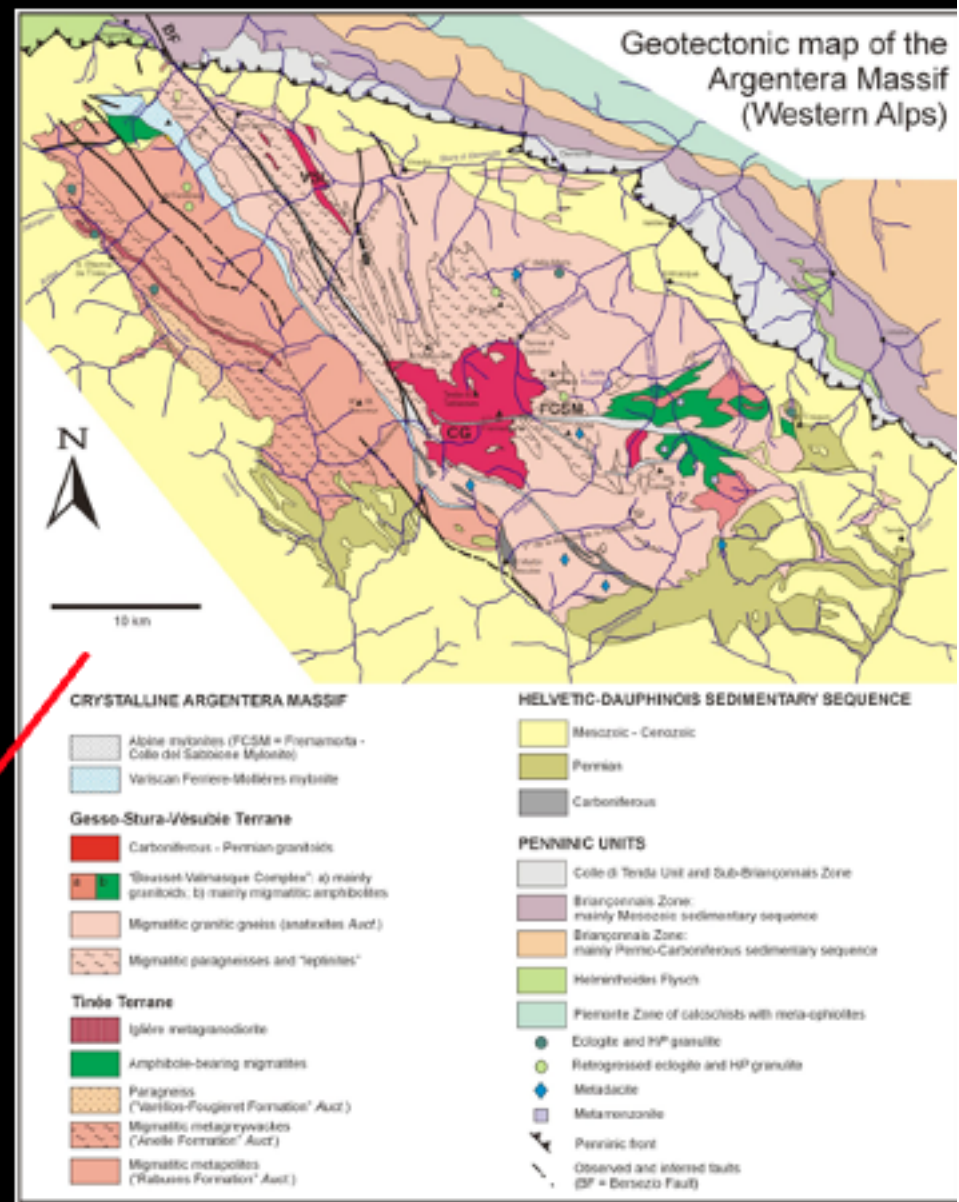 Geotectonic map of the
Argentera Massif
(Western Alps)
BF
FCSM
CG
N
10 km
CRYSTALLINE ARGENTERA MASSIF
Alpine mylonites (FCSM = Fremamorta -
Colle del Sabbione Mylonite)
Variscan Ferriere-Mollières mylonite
Gesso-Stura-Vésubie Terrane
Carboniferous - Permian granitoids
a b
"Bousset-Valmasque Complex": a) mainly
granitoids; b) mainly migmatitic amphibolites
Migmatitic granitic gneiss (anatexites Auct.)
Migmatitic paragneisses and "leptinites"
Tinée Terrane
Iglière metagranodiorite
Amphibole-bearing migmatites
Paragneiss
("Varélios-Fougieret Formation" Auct.)
Migmatitic metagreywackes
("Anelle Formation" Auct.)
Migmatitic metapelites
("Rabuons Formation" Auct.)
HELVETIC-DAUPHINOIS SEDIMENTARY SEQUENCE
Mesozoic - Cenozoic
Permian
Carboniferous
PENNINIC UNITS
Colle di Tenda Unit and Sub-Briançonnais Zone
Briançonnais Zone:
mainly Mesozoic sedimentary sequence
Briançonnais Zone:
mainly Permo-Carboniferous sedimentary sequence
Helminthoides Flysch
Piemonte Zone of calcschists with meta-ophiolites
Eclogite and HP granulite
Retrogressed eclogite and HP granulite
Metadacite
Metamonzonite
Penninic front
Observed and inferred faults
(BF = Bersezio Fault)